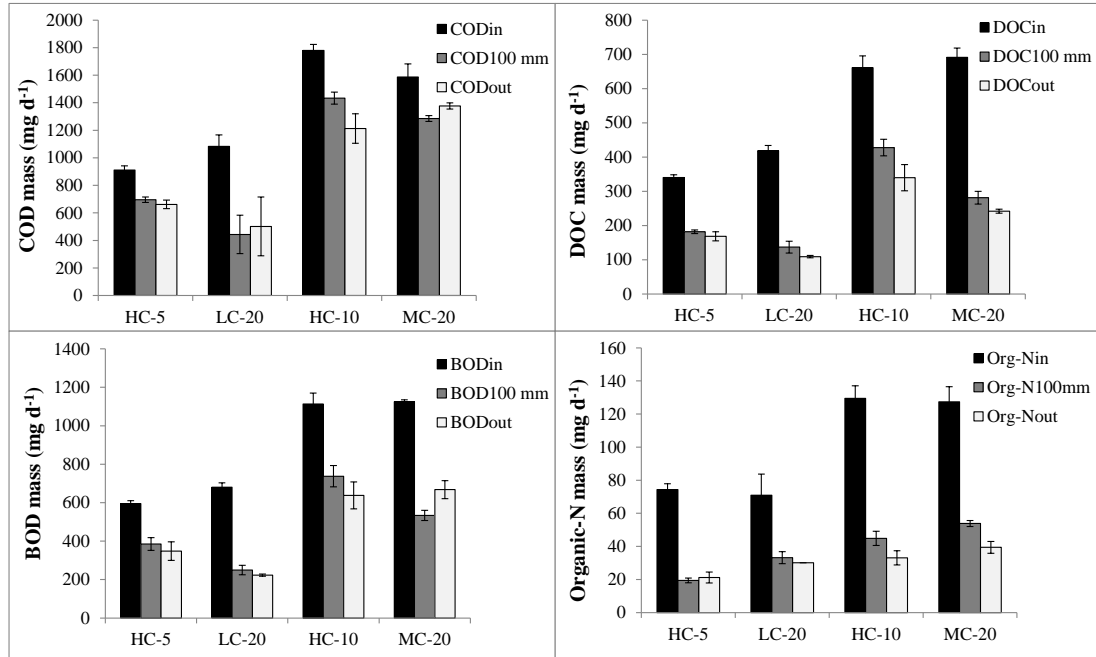 COD mass (mg d-1)
2000
1800
1600
1400
1200
1000
800
600
400
200
0
CODin
COD100 mm
CODout
HC-5 LC-20 HC-10 MC-20
DOC mass (mg d-1)
800
700
600
500
400
300
200
100
0
DOCin
DOC100 mm
DOCout
HC-5 LC-20 HC-10 MC-20
BOD mass (mg d-1)
1400
1200
1000
800
600
400
200
0
BODin
BOD100 mm
BODout
HC-5 LC-20 HC-10 MC-20
Organic-N mass (mg d-1)
160
140
120
100
80
60
40
20
0
Org-Nin
Org-N100mm
Org-Nout
HC-5 LC-20 HC-10 MC-20